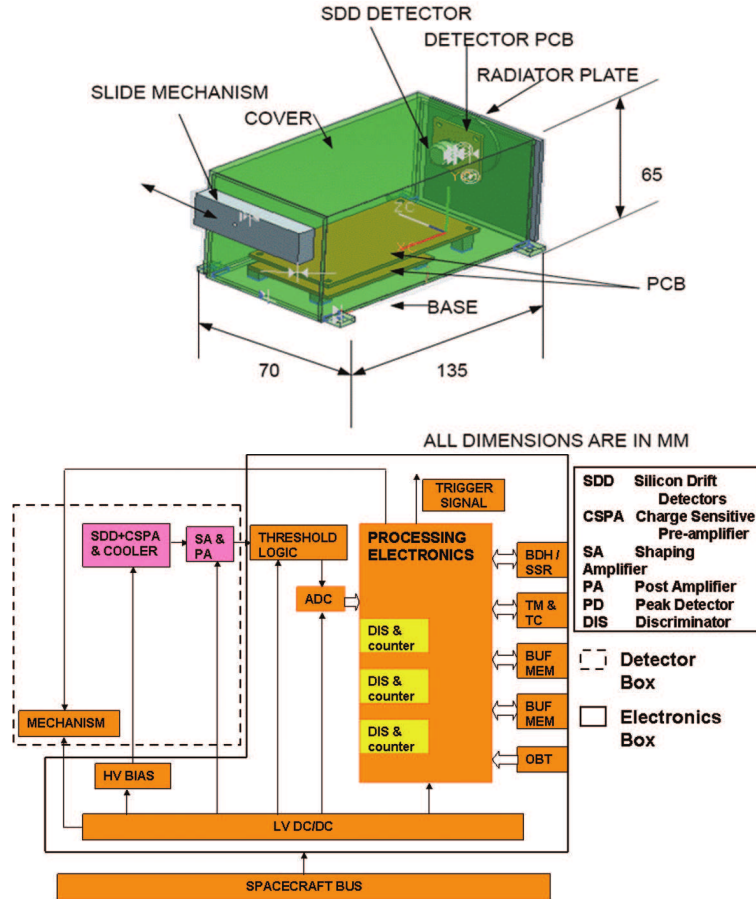 SDD DETECTOR
DETECTOR PCB
RADIATOR PLATE
SLIDE MECHANISM
COVER
65
ZC
PCB
BASE
70
135
ALL DIMENSIONS ARE IN MM
TRIGGER
SIGNAL
SDD+CSPA
& COOLER
SA &
PA
THRESHOLD
LOGIC
PROCESSING
ELECTRONICS
ADC
DIS &
counter
DIS &
counter
DIS &
counter
BDH /
SSR
TM &
TC
BUF
MEM
BUF
MEM
OBT
MECHANISM
HV BIAS
LV DC/DC
SPACECRAFT BUS
SDD Silicon Drift
Detectors
CSPA Charge Sensitive
Pre-amplifier
SA Shaping
Amplifier
PA Post Amplifier
PD Peak Detector
DIS Discriminator
Detector
Box
Electronics
Box